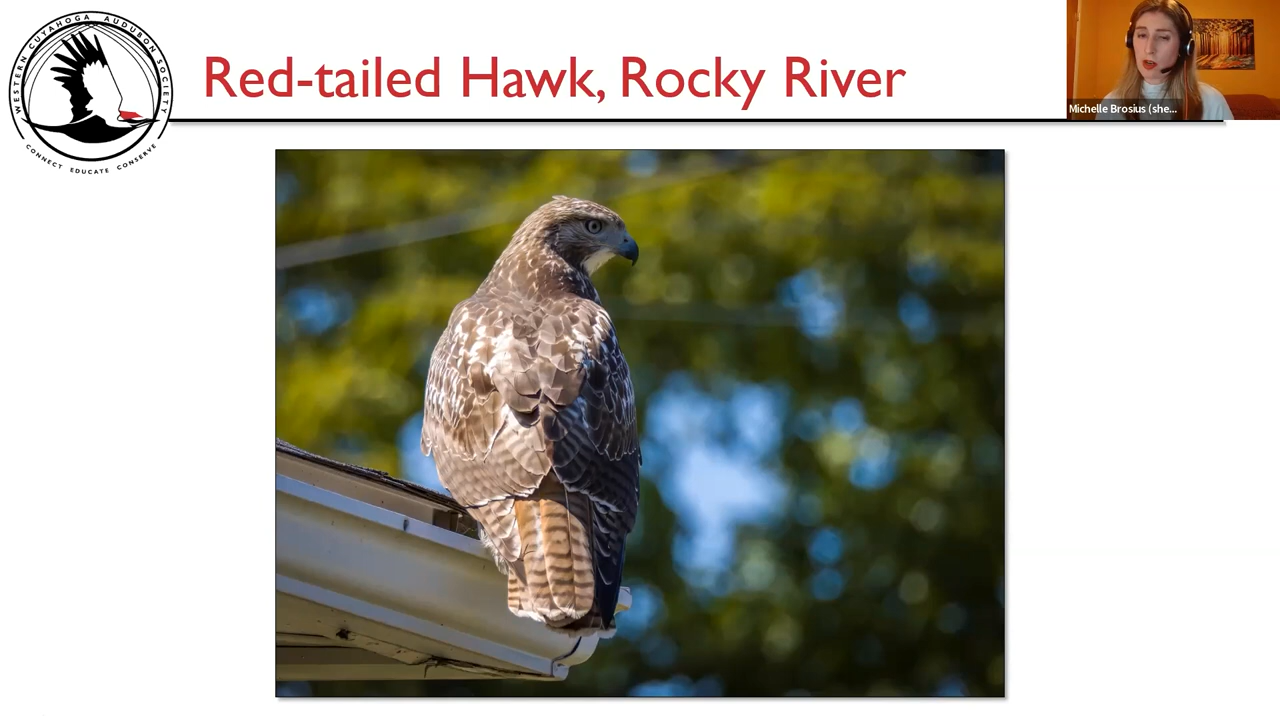 WESTERN CUYAHOGA AUDUBON SOCIETY
CONNECT EDUCATE CONSERVE
Red-tailed Hawk, Rocky River
Michelle Brosius (she...